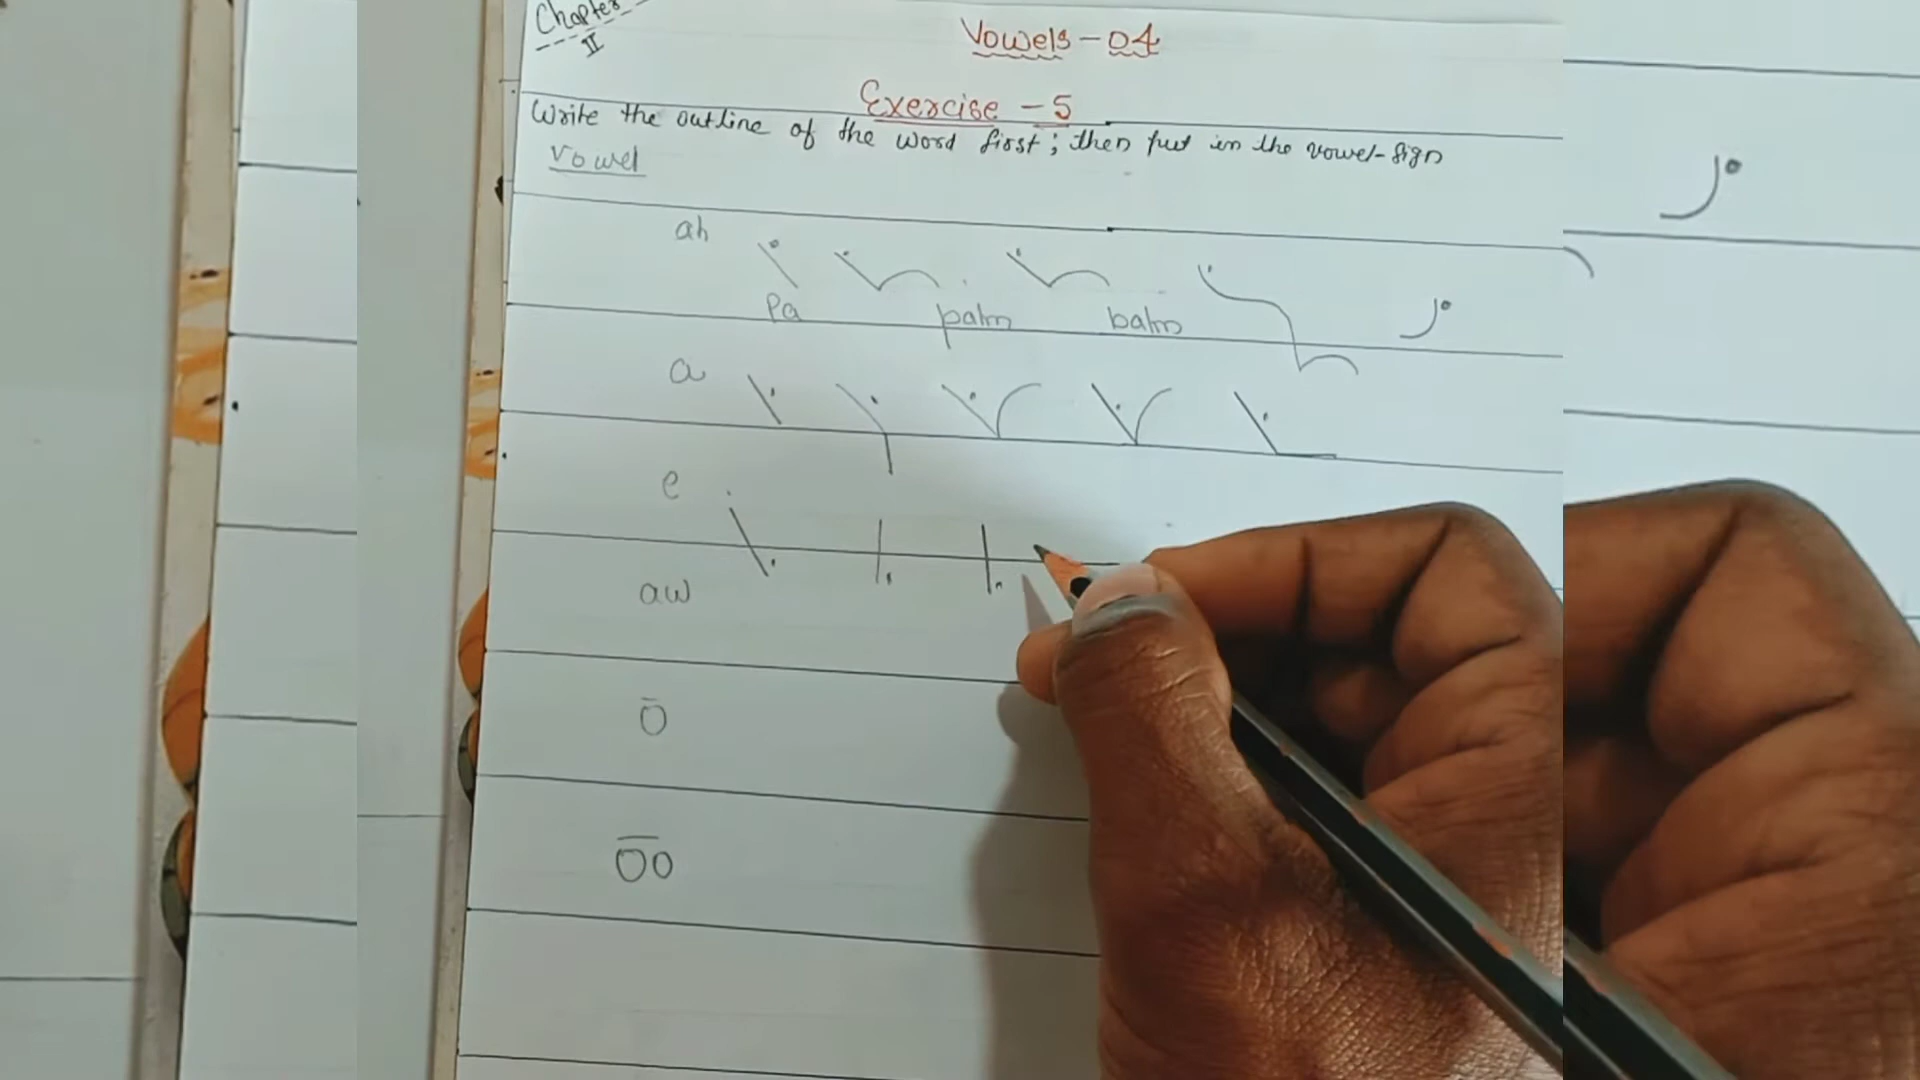 Chapter
II
Vowels - 04
Exercise - 5
Write the outline of the word first; then put in the vowel-sign
Vowel
ah
Pa palm balm
a
e
aw
ō
o̅o